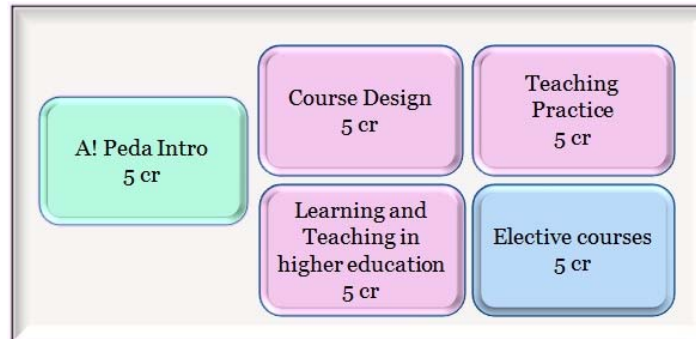 A! Peda Intro
5 cr
Course Design
5 cr
Teaching
Practice
5 cr
Learning and
Teaching in
higher education
5 cr
Elective courses
5 cr